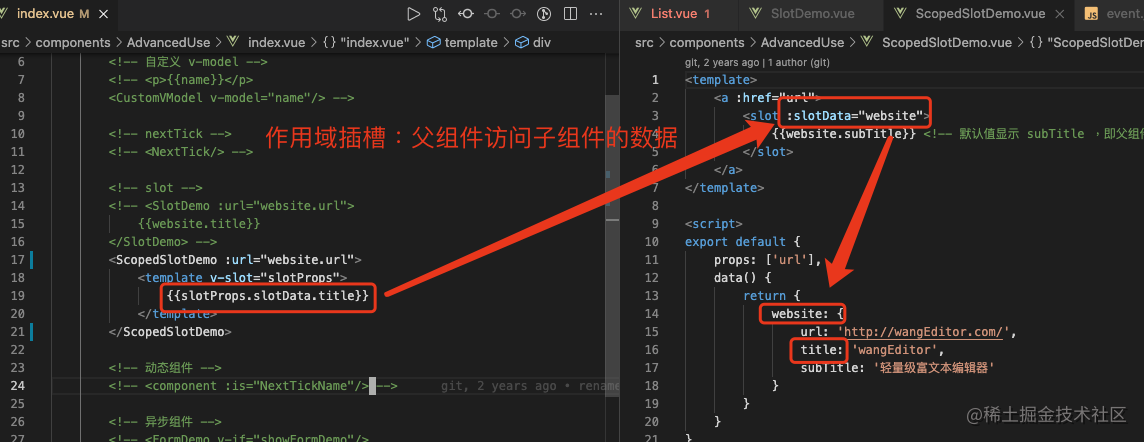 index.vue M
src > components > AdvancedUse > index.vue > {} "index.vue" > template > div
6 <!-- 自定义 v-model -->
7 <!-- <p>{{name}}</p>
8 <CustomVModel v-model="name"/> -->
9
10 <!-- nextTick -->
11 <!-- <NextTick/> -->
12
13 <!-- slot -->
14 <!-- <SlotDemo :url="website.url">
15 {{website.title}}
16 </SlotDemo> -->
17 <ScopedSlotDemo :url="website.url">
18 <template v-slot="slotProps">
19 {{slotProps.slotData.title}}
20 </template>
21 </ScopedSlotDemo>
22
23 <!-- 动态组件 -->
24 <!-- <component :is="NextTickName"/> --> git, 2 years ago • rename
25
26 <!-- 异步组件 -->
27 <!-- <FormDemo v-if="showFormDemo"/>
作用域插槽：父组件访问子组件的数据
List.vue 1 SlotDemo.vue ScopedSlotDemo.vue JS event.
src > components > AdvancedUse > ScopedSlotDemo.vue > {} "ScopedSlotDem
git, 2 years ago | 1 author (git)
1 <template>
2 <a :href="url">
3 <slot :slotData="website">
4 {{website.subTitle}} <!-- 默认值显示 subTitle ，即父组件
5 </slot>
6 </a>
7 </template>
8
9 <script>
10 export default {
11 props: ['url'],
12 data() {
13 return {
14 website: {
15 url: 'http://wangEditor.com/',
16 title: 'wangEditor',
17 subTitle: '轻量级富文本编辑器'
18 }
19 }
20 }
21 }
@稀土掘金技术社区